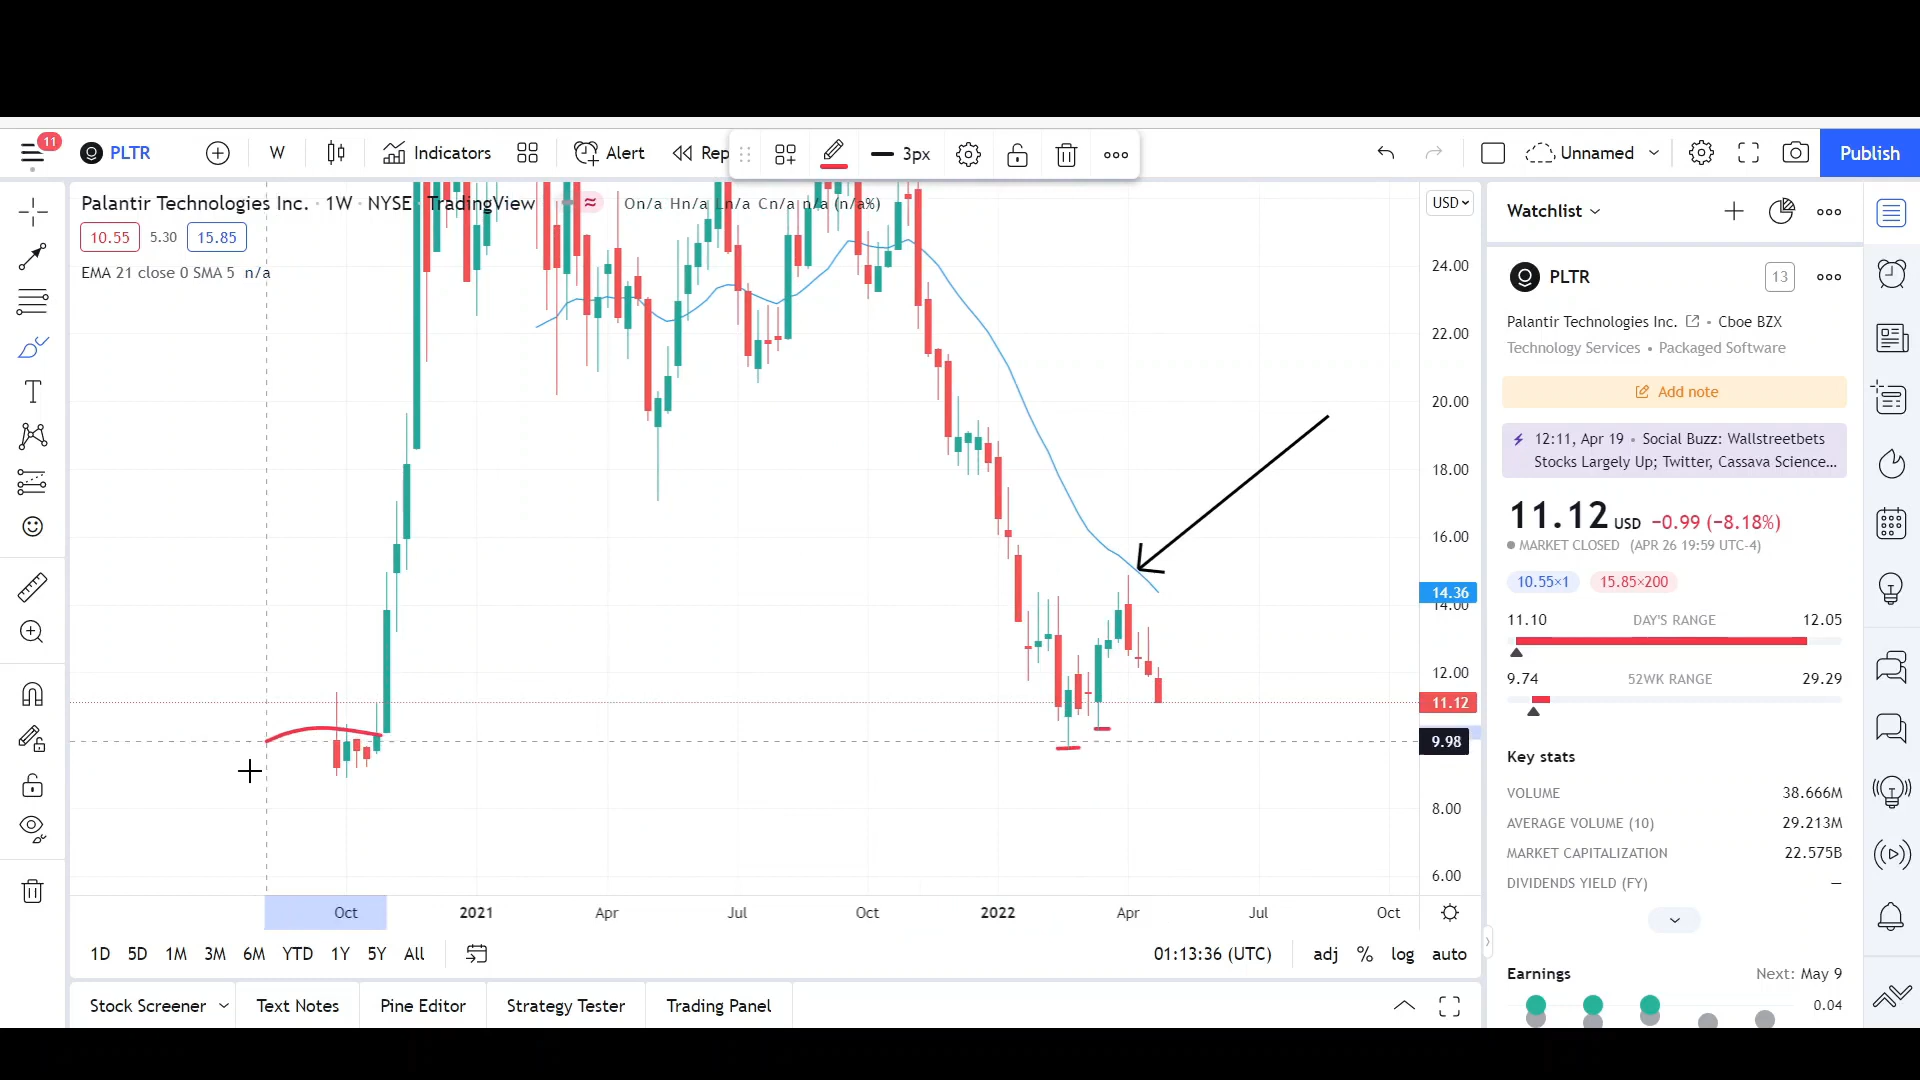 11
PLTR
W
Indicators
Alert
Rep
3px
Unnamed
Publish
Palantir Technologies Inc. · 1W · NYSE TradingView
On/a Hn/a Ln/a Cn/a n/a (n/a%)
10.55 5.30 15.85
EMA 21 close 0 SMA 5 n/a
USD
24.00
22.00
20.00
18.00
16.00
14.36
14.00
12.00
11.12
9.98
8.00
6.00
Oct 2021 Apr Jul Oct 2022 Apr Jul Oct
1D 5D 1M 3M 6M YTD 1Y 5Y All
01:13:36 (UTC) adj % log auto
Stock Screener Text Notes Pine Editor Strategy Tester Trading Panel
Watchlist
PLTR 13
Palantir Technologies Inc. • Cboe BZX
Technology Services • Packaged Software
Add note
12:11, Apr 19 • Social Buzz: Wallstreetbets
Stocks Largely Up; Twitter, Cassava Science...
11.12 USD −0.99 (−8.18%)
MARKET CLOSED (APR 26 19:59 UTC-4)
10.55×1 15.85×200
11.10 DAY'S RANGE 12.05
9.74 52WK RANGE 29.29
Key stats
VOLUME 38.666M
AVERAGE VOLUME (10) 29.213M
MARKET CAPITALIZATION 22.575B
DIVIDENDS YIELD (FY) —
Earnings Next: May 9
0.04